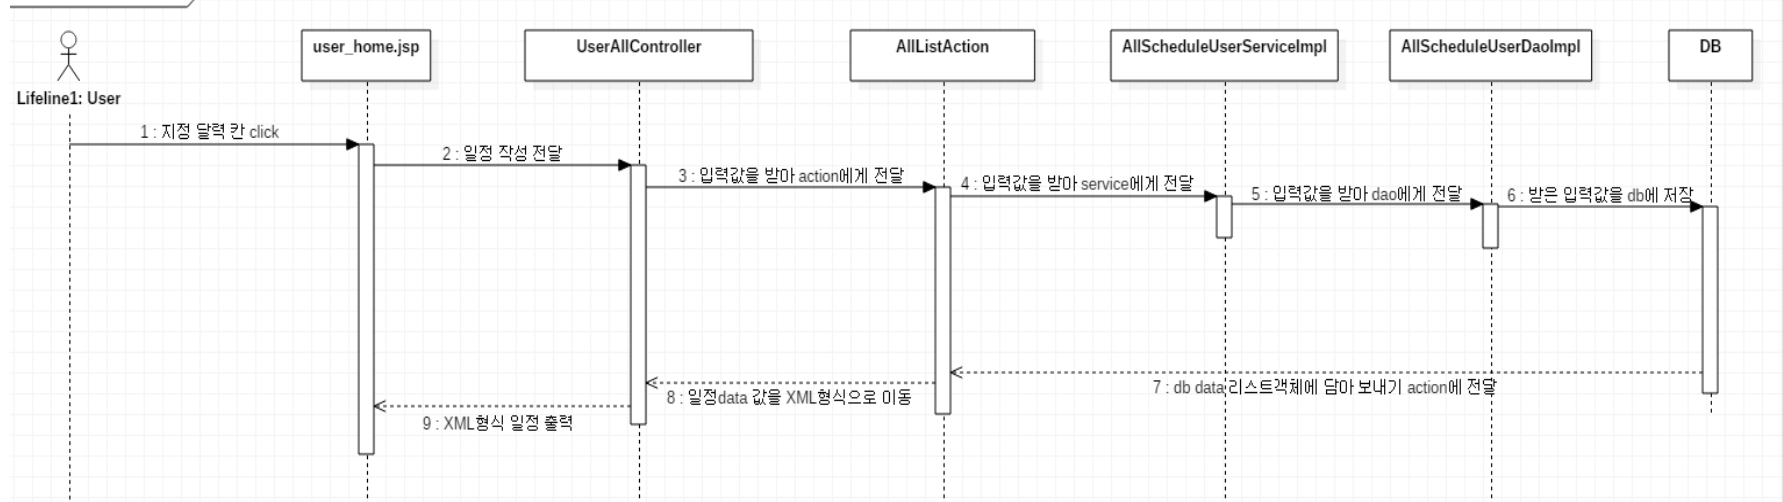 user_home.jsp
UserAllController
AllListAction
AllScheduleUserServiceImpl
AllScheduleUserDaoImpl
DB
Lifeline1: User
1 : 지정 달력 칸 click
2 : 일정 작성 전달
3 : 입력값을 받아 action에게 전달
4 : 입력값을 받아 service에게 전달
5 : 입력값을 받아 dao에게 전달
6 : 받은 입력값을 db에 저장
7 : db data 리스트객체에 담아 보내기 action에 전달
8 : 일정data 값을 XML형식으로 이동
9 : XML형식 일정 출력